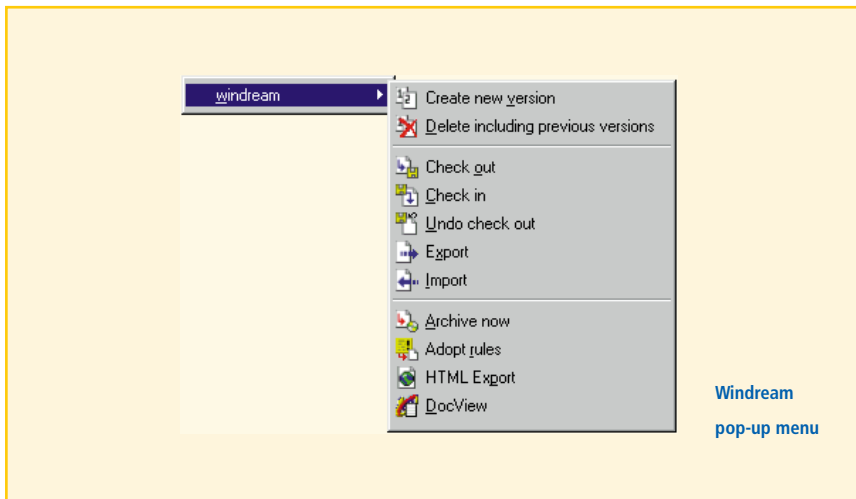 windream
Create new version
Delete including previous versions
Check out
Check in
Undo check out
Export
Import
Archive now
Adopt rules
HTML Export
DocView
Windream
pop-up menu